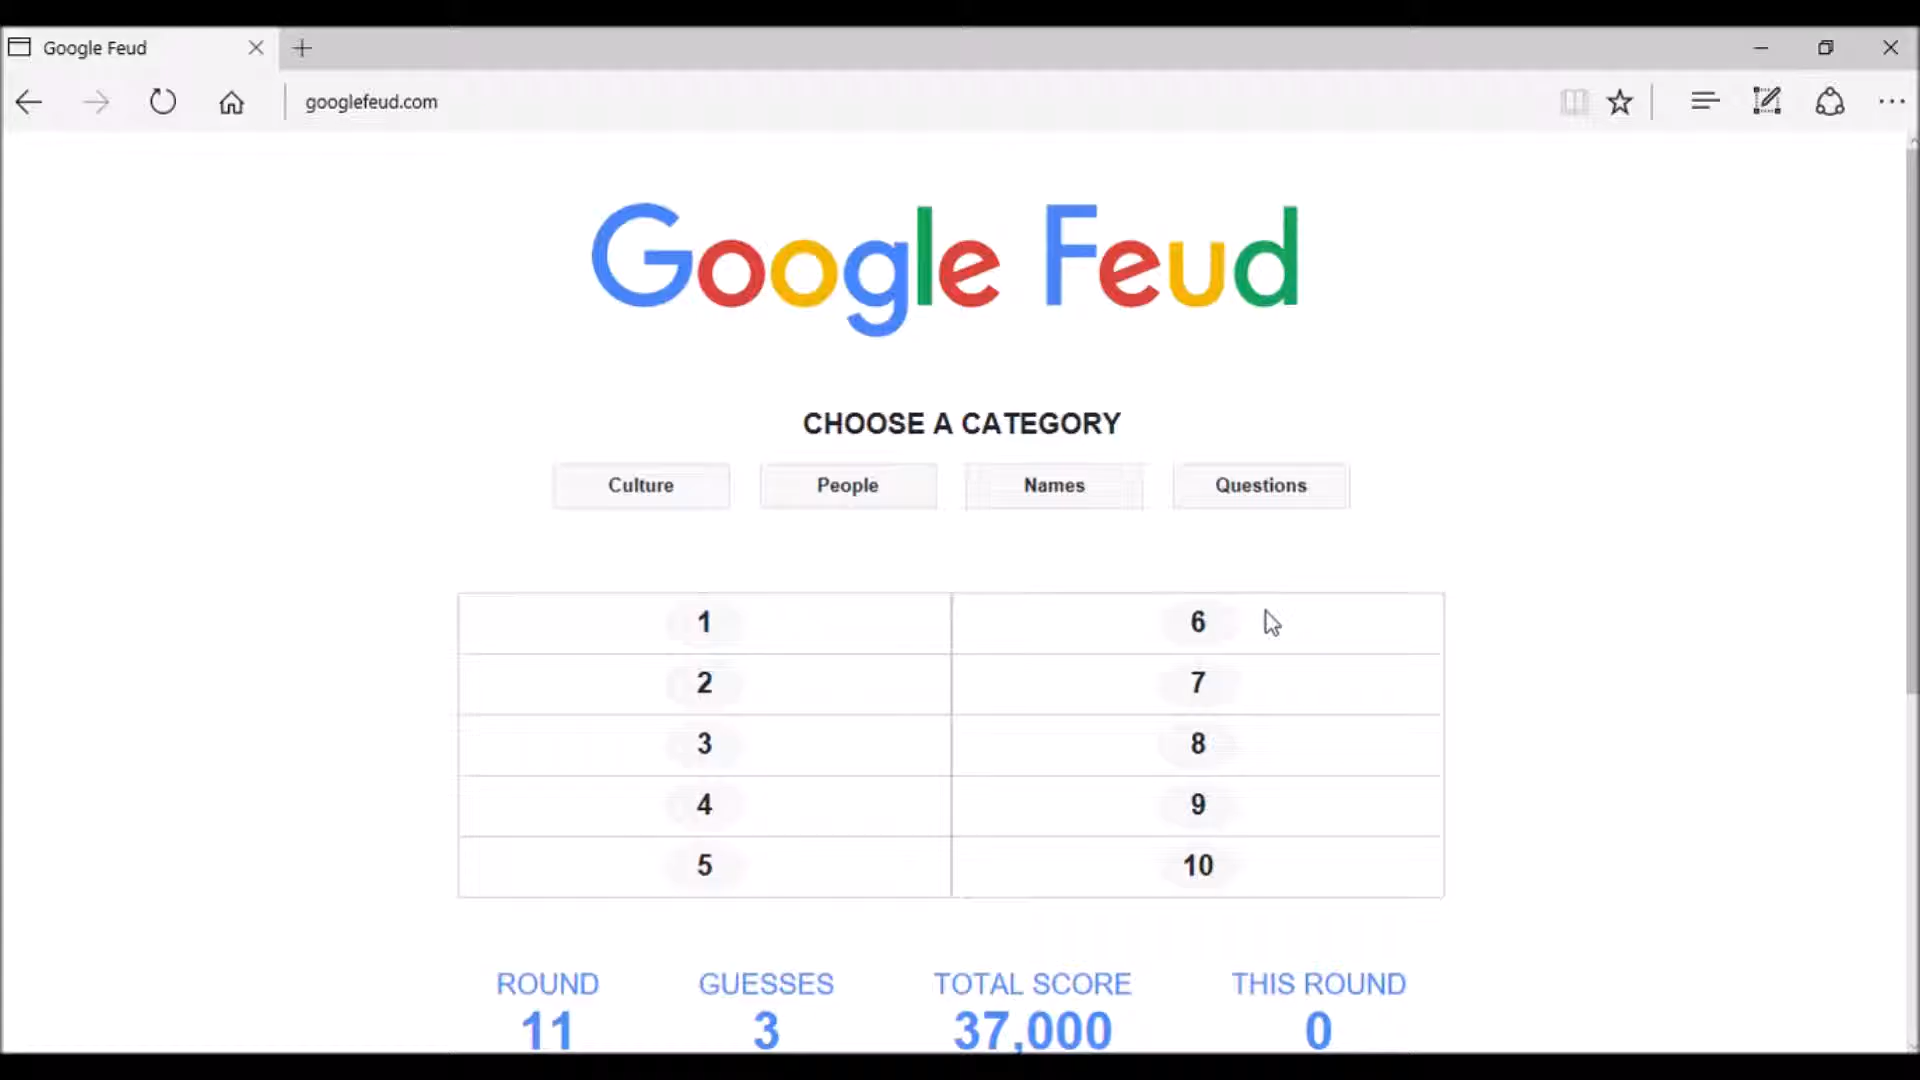 Google Feud
googlefeud.com
Google Feud
CHOOSE A CATEGORY
Culture People Names Questions
1 6
2 7
3 8
4 9
5 10
ROUND GUESSES TOTAL SCORE THIS ROUND
11 3 37,000 0